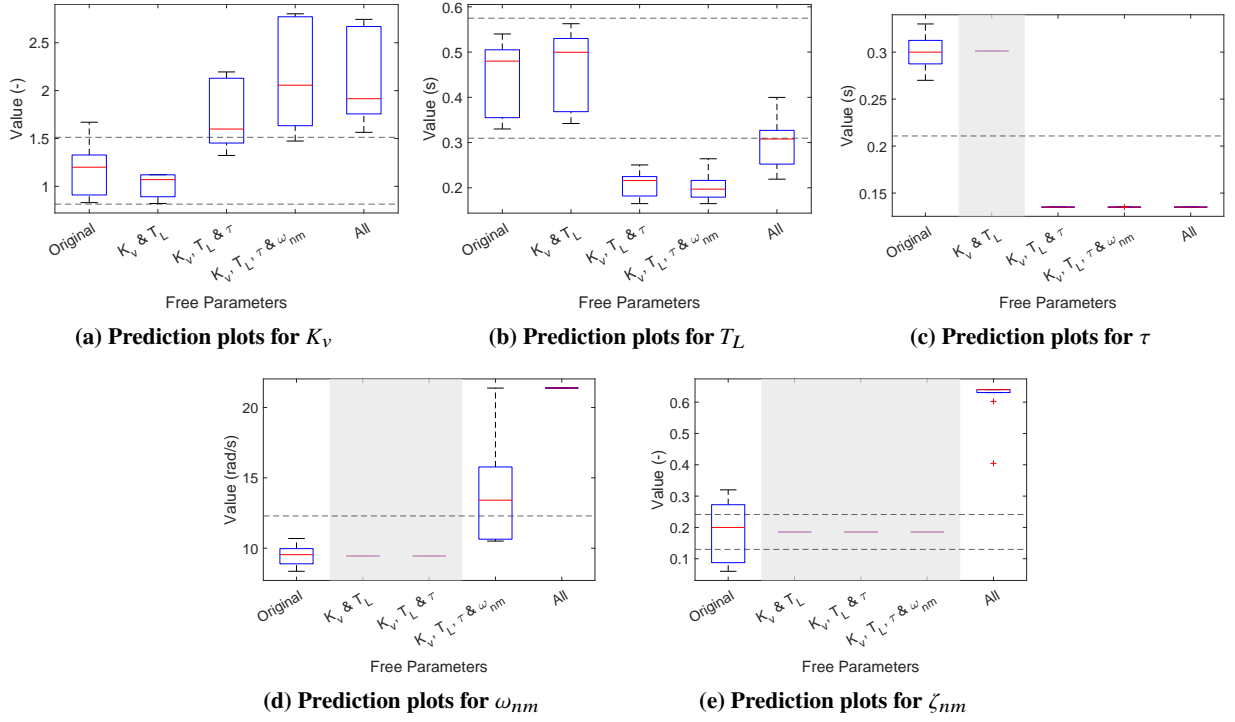 2.5
2
1.5
1
Value (-)
Original
K_v & T_L
K_v, T_L & τ
K_v, T_L, τ & ω_nm
All
Free Parameters
(a) Prediction plots for K_v
0.6
0.5
0.4
0.3
0.2
Value (s)
Original
K_v & T_L
K_v, T_L & τ
K_v, T_L, τ & ω_nm
All
Free Parameters
(b) Prediction plots for T_L
0.3
0.25
0.2
0.15
Value (s)
Original
K_v & T_L
K_v, T_L & τ
K_v, T_L, τ & ω_nm
All
Free Parameters
(c) Prediction plots for τ
20
15
10
Value (rad/s)
Original
K_v & T_L
K_v, T_L & τ
K_v, T_L, τ & ω_nm
All
Free Parameters
(d) Prediction plots for ω_nm
0.6
0.5
0.4
0.3
0.2
0.1
Value (-)
Original
K_v & T_L
K_v, T_L & τ
K_v, T_L, τ & ω_nm
All
Free Parameters
(e) Prediction plots for ζ_nm